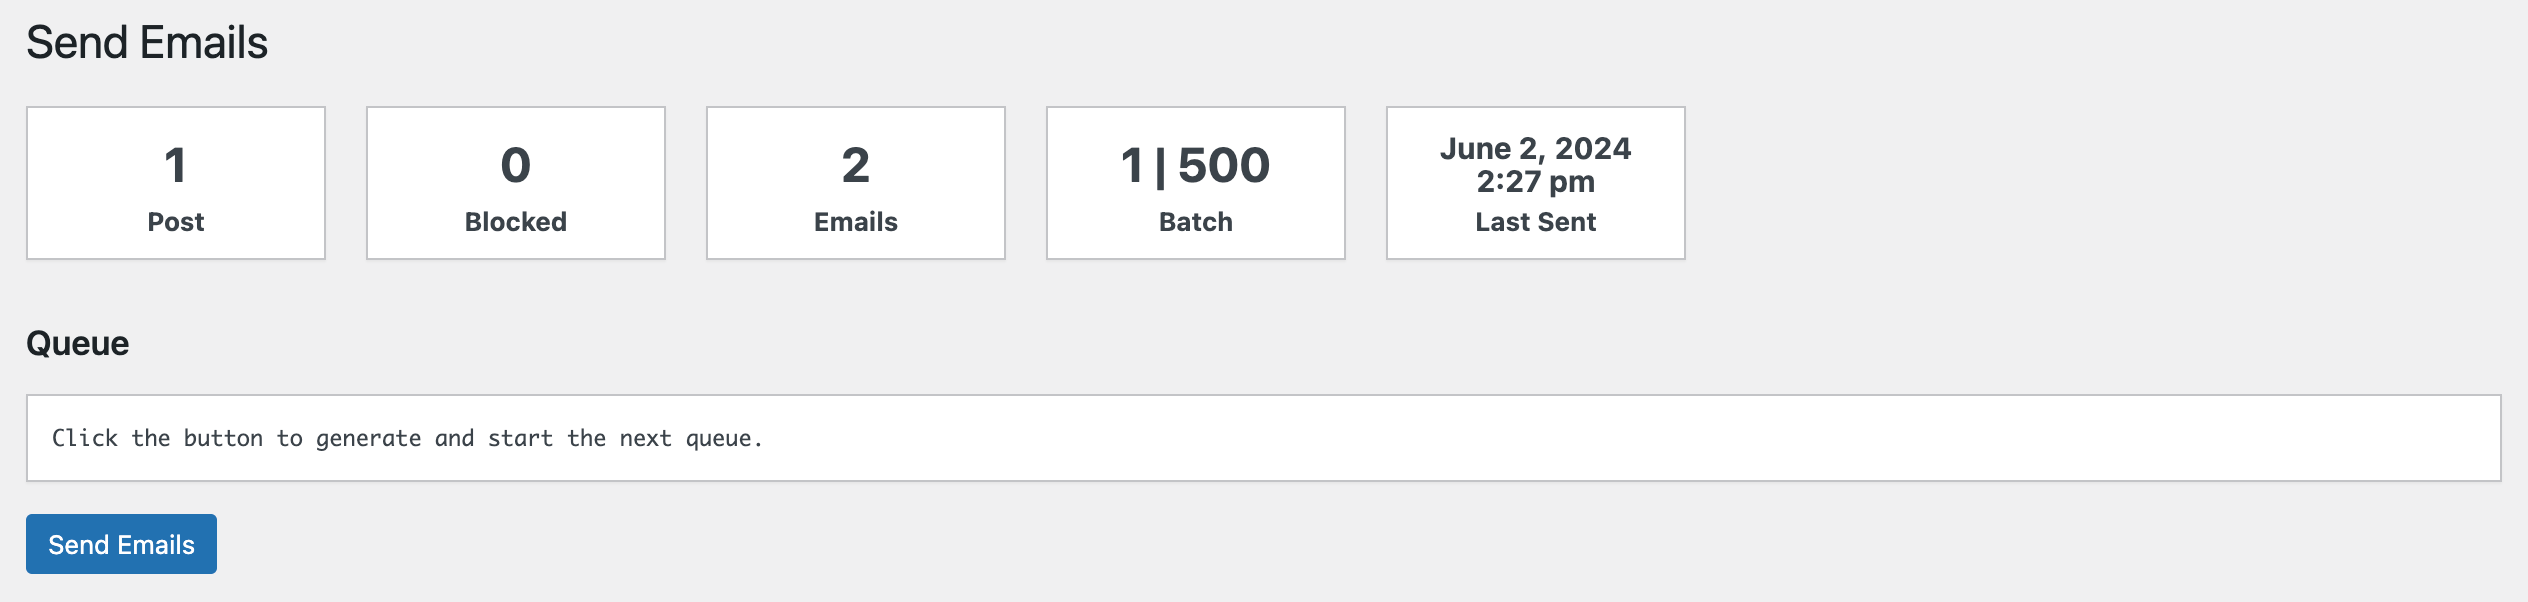 Send Emails
1
Post
0
Blocked
2
Emails
1 | 500
Batch
June 2, 2024
2:27 pm
Last Sent
Queue
Click the button to generate and start the next queue.
Send Emails